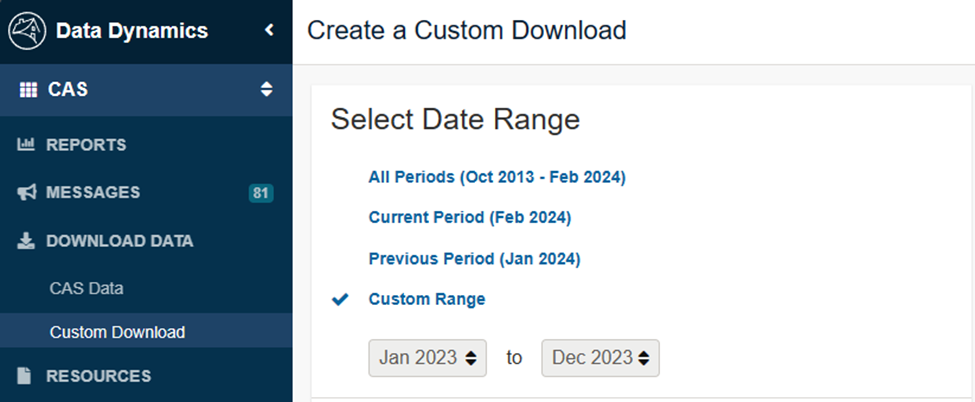 Data Dynamics
CAS
REPORTS
MESSAGES 81
DOWNLOAD DATA
CAS Data
Custom Download
RESOURCES
Create a Custom Download
Select Date Range
All Periods (Oct 2013 - Feb 2024)
Current Period (Feb 2024)
Previous Period (Jan 2024)
Custom Range
Jan 2023 to Dec 2023